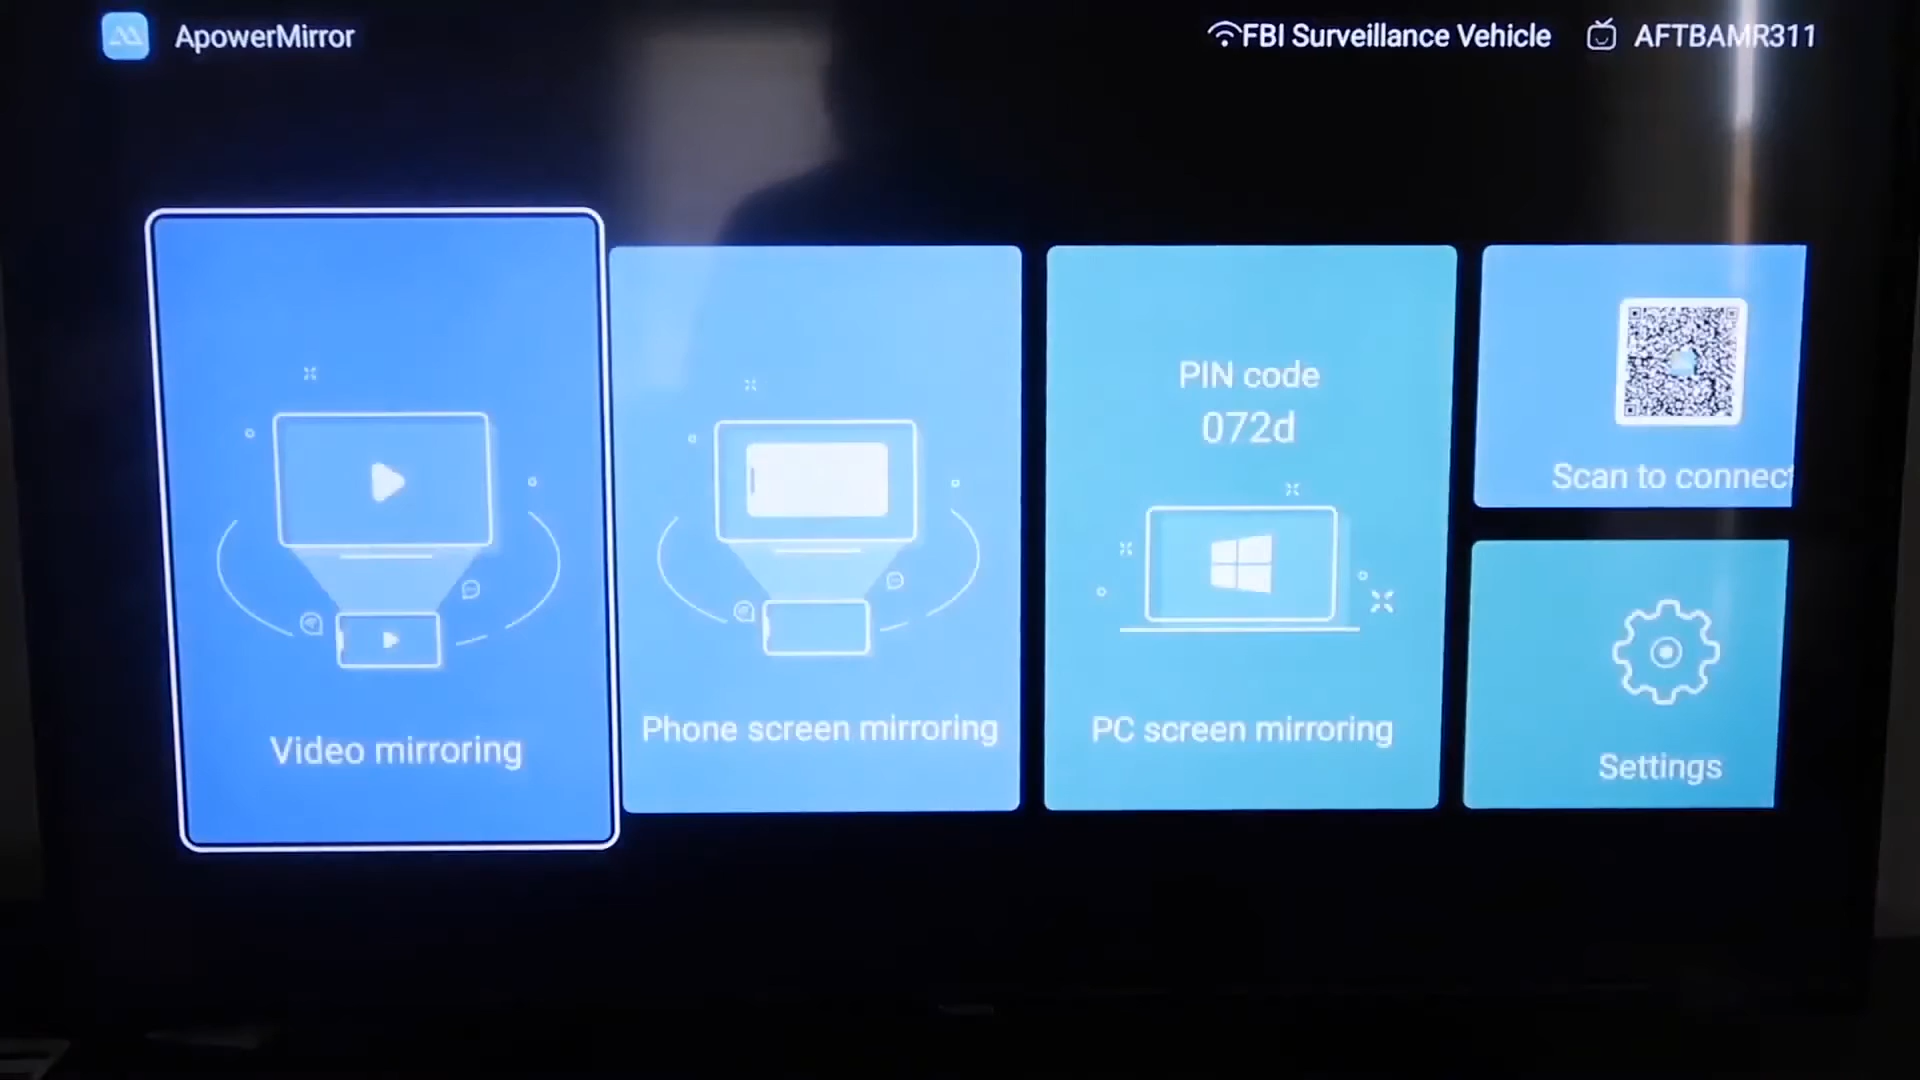 ApowerMirror
FBI Surveillance Vehicle
AFTBAMR311
Video mirroring
Phone screen mirroring
PIN code
072d
PC screen mirroring
Scan to connect
Settings